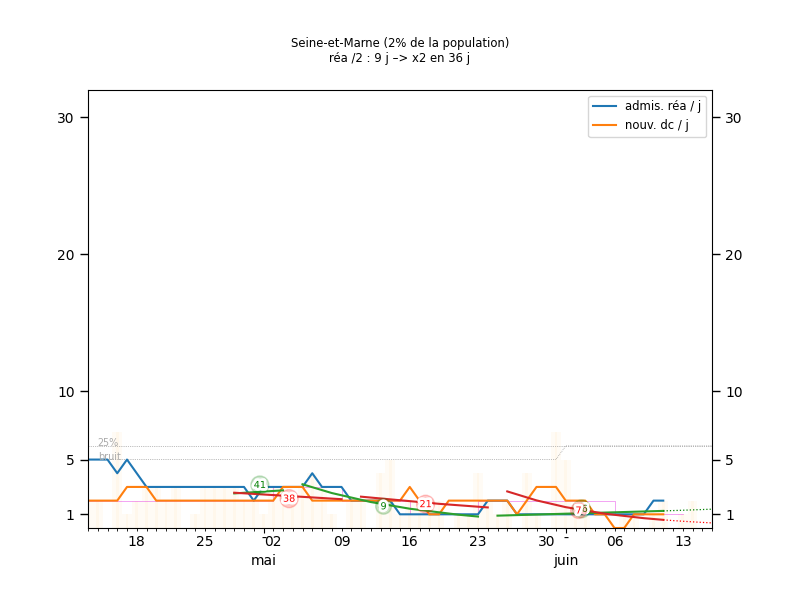 Seine-et-Marne (2% de la population)
réa /2 : 9 j –> x2 en 36 j
admis. réa / j
nouv. dc / j
30 30
20 20
10 10
25%
bruit
5 5
41
38
9
21
7
1 1
18 25 02 09 16 23 30 06 13
mai juin